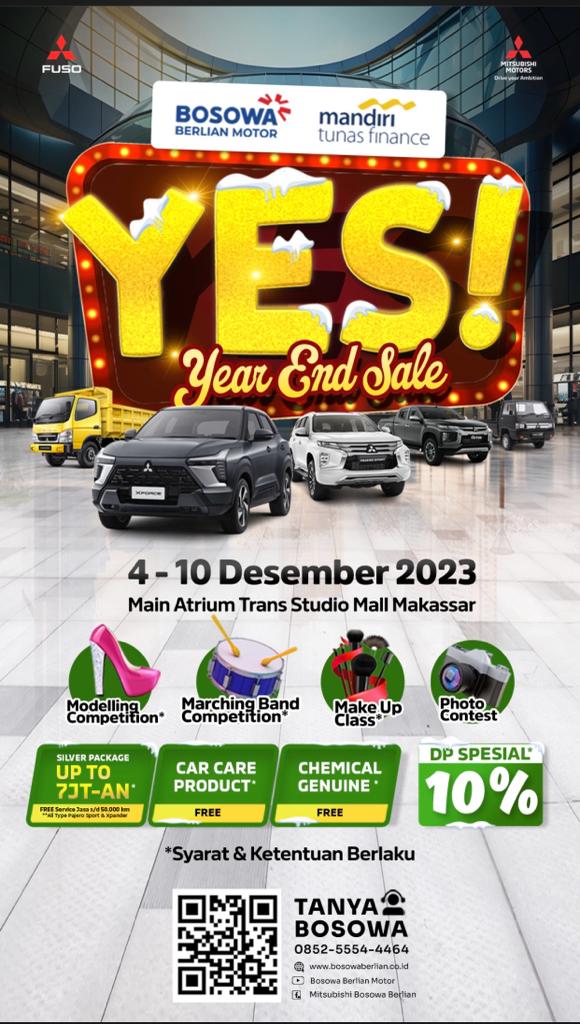 FUSO
MITSUBISHI
MOTORS
Drive your Ambition
BOSOWA
BERLIAN MOTOR
mandiri
tunas finance
YES!
Year End Sale
XFORCE
4 - 10 Desember 2023
Main Atrium Trans Studio Mall Makassar
Modelling
Competition*
Marching Band
Competition*
Make Up
Class*
Photo
Contest
SILVER PACKAGE
UP TO
7JT-AN*
FREE Service Jasa s/d 50.000 km
**All Type Pajero Sport & Xpander
CAR CARE
PRODUCT*
FREE
CHEMICAL
GENUINE *
FREE
DP SPESIAL*
10%
*Syarat & Ketentuan Berlaku
TANYA
BOSOWA
0852-5554-4464
www.bosowaberlian.co.id
Bosowa Berlian Motor
Mitsubishi Bosowa Berlian